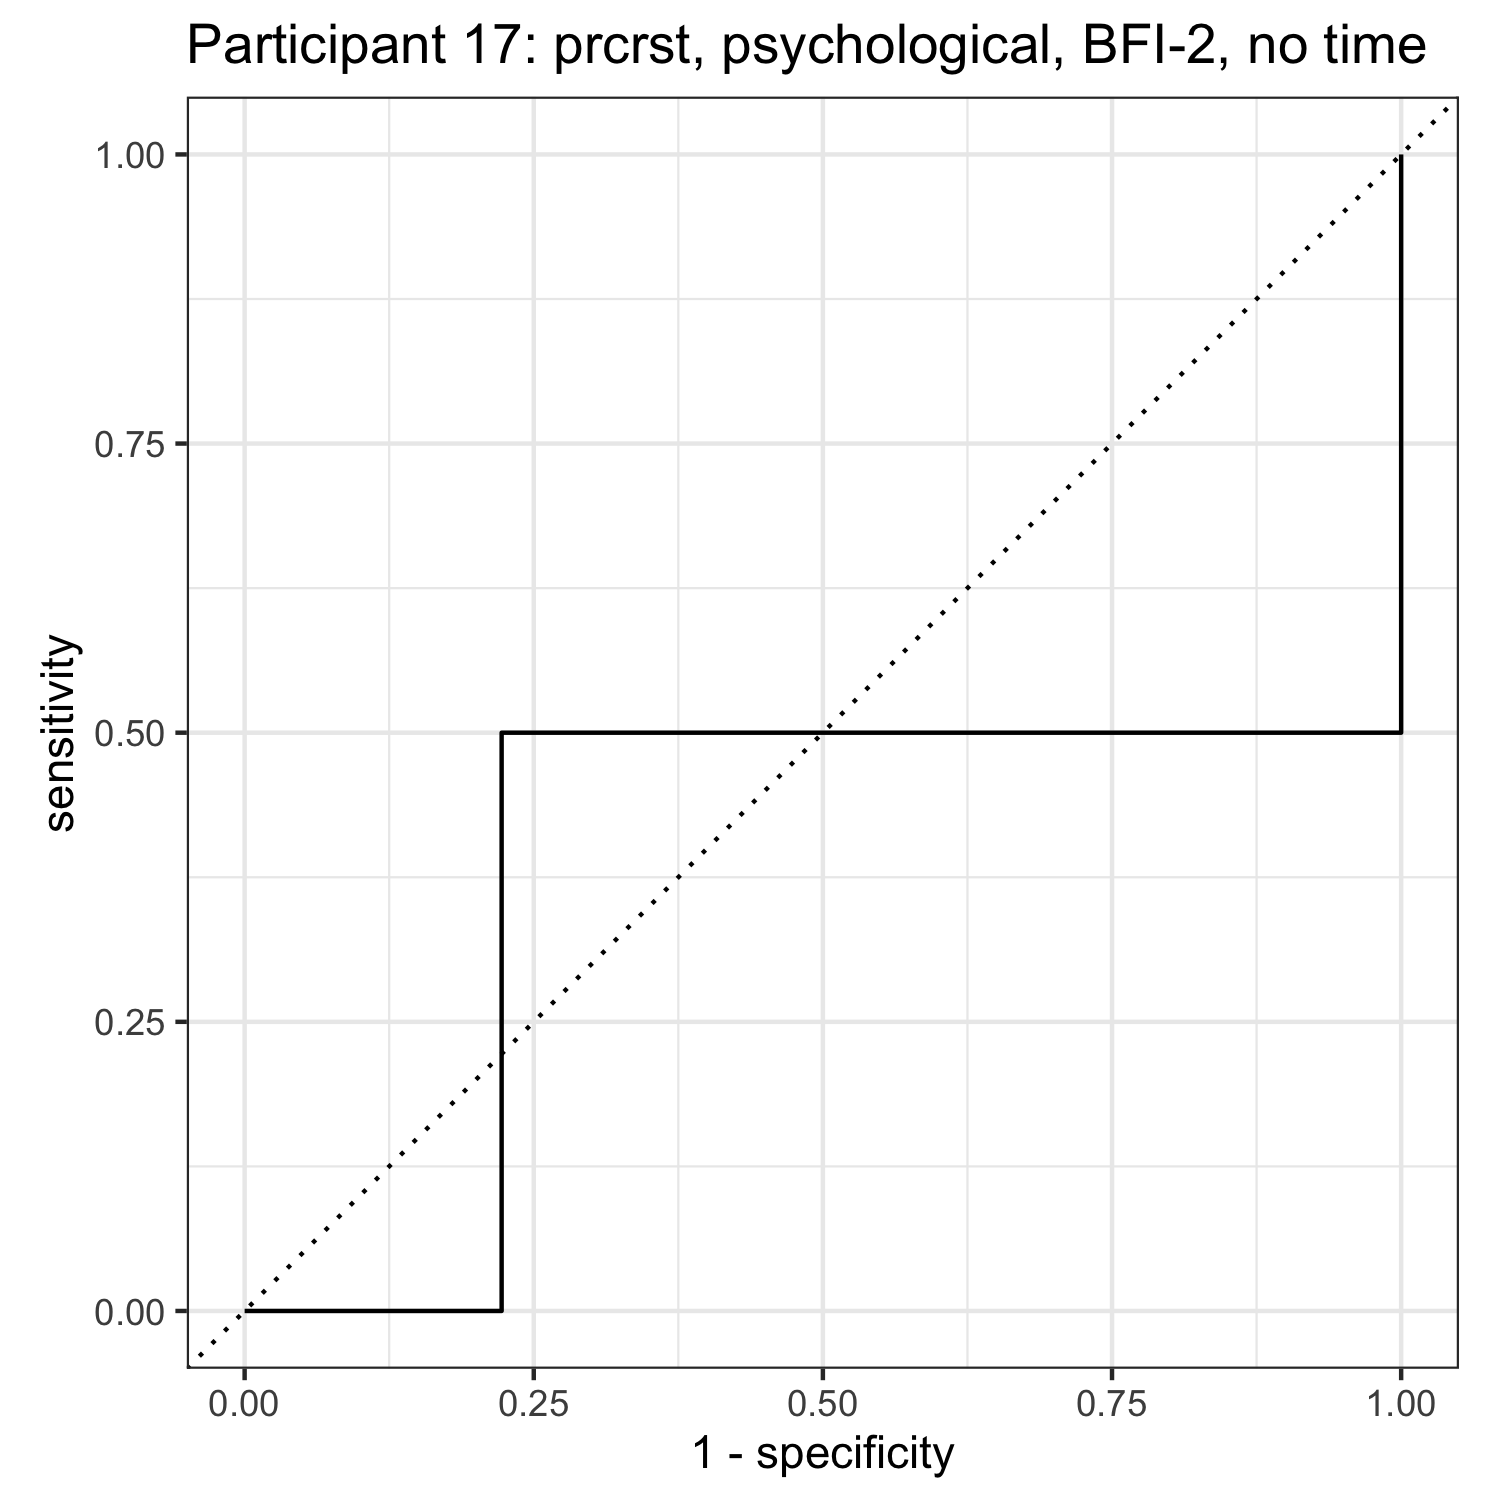 Participant 17: prcrst, psychological, BFI-2, no time
1.00
0.75
0.50
0.25
0.00
sensitivity
0.00 0.25 0.50 0.75 1.00
1 - specificity